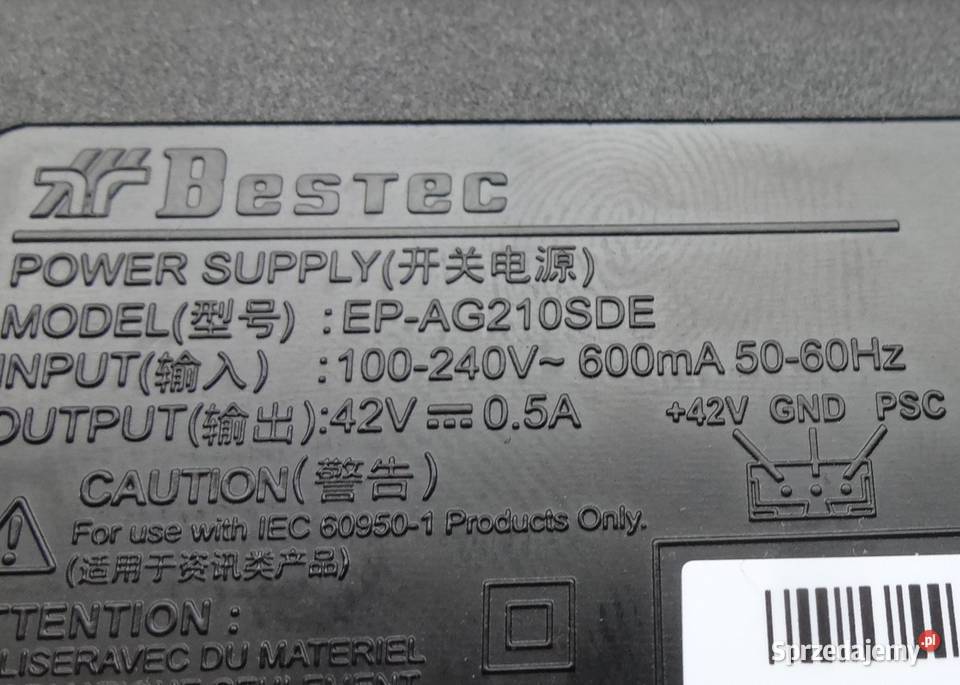 Bestec
POWER SUPPLY(开关电源)
MODEL(型号) :EP-AG210SDE
INPUT(输入) :100-240V~ 600mA 50-60Hz
OUTPUT(输出):42V⎓0.5A
+42V GND PSC
CAUTION(警告)
For use with IEC 60950-1 Products Only.
(适用于资讯类产品)
TTENTION :
LISERAVEC DU MATERIEL
Sprzedajemy.pl